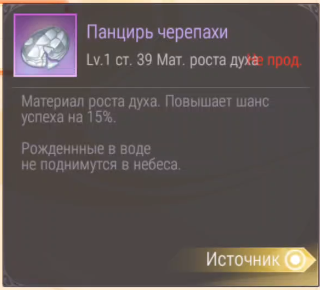 Панцирь черепахи
Lv.1 ст. 39 Мат. роста духа Не прод.
Материал роста духа. Повышает шанс
успеха на 15%.
Рожденнные в воде
не поднимутся в небеса.
Источник